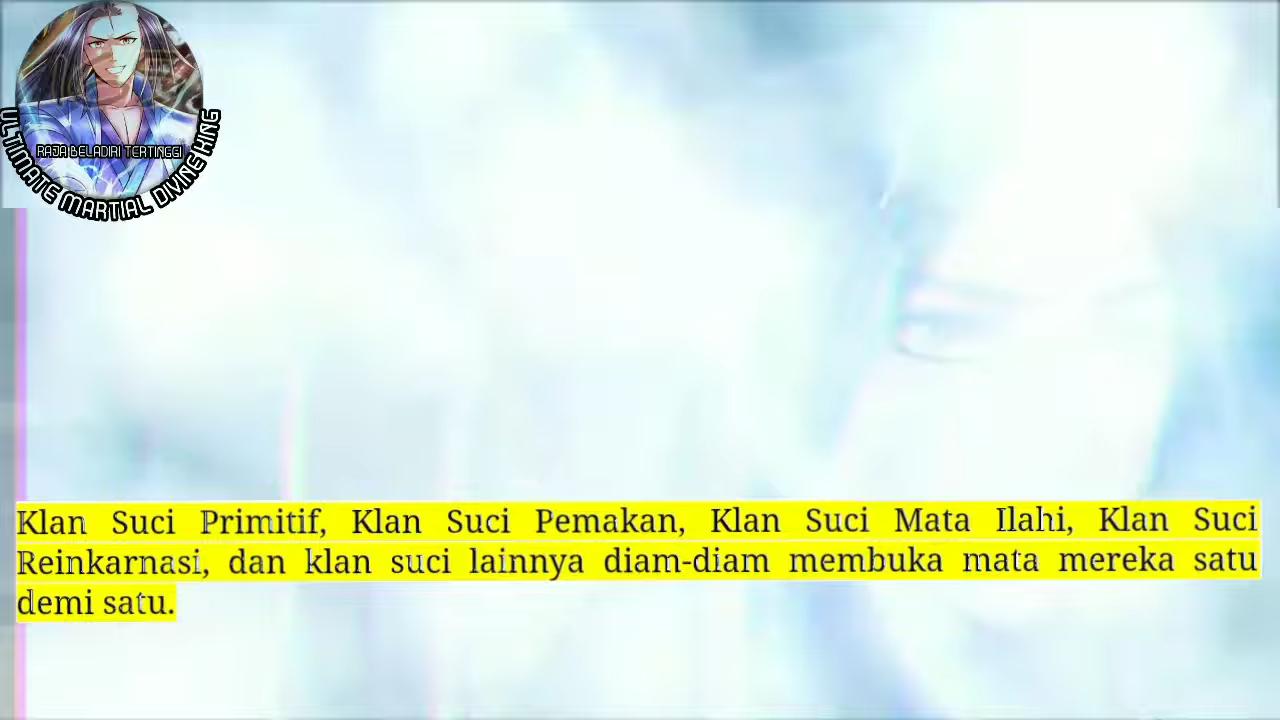 RAJA BELADIRI TERTINGGI
ULTIMATE MARTIAL DIVINE KING
Klan Suci Primitif, Klan Suci Pemakan, Klan Suci Mata Ilahi, Klan Suci
Reinkarnasi, dan klan suci lainnya diam-diam membuka mata mereka satu
demi satu.